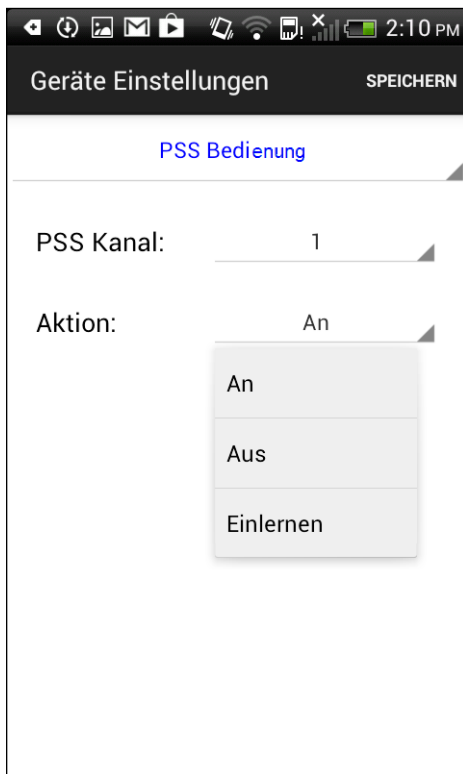 2:10 PM
Geräte Einstellungen SPEICHERN
PSS Bedienung
PSS Kanal: 1
Aktion: An
An
Aus
Einlernen